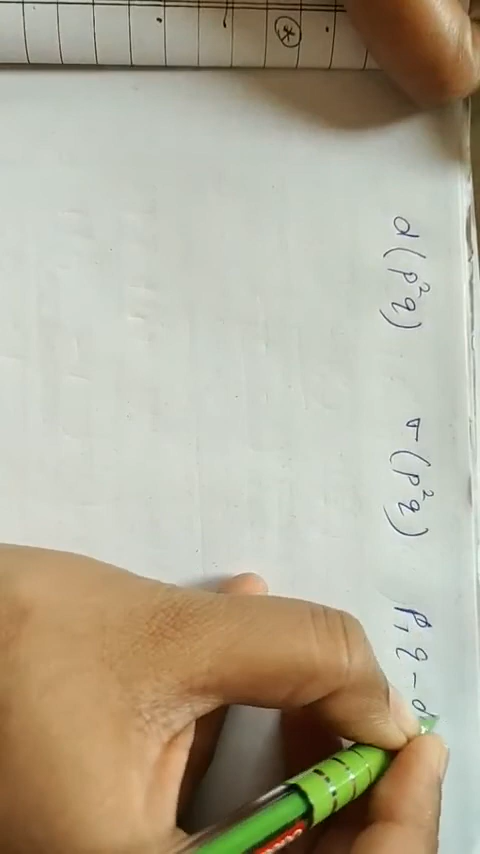 d(p²q) σ(p²q) p, q - d